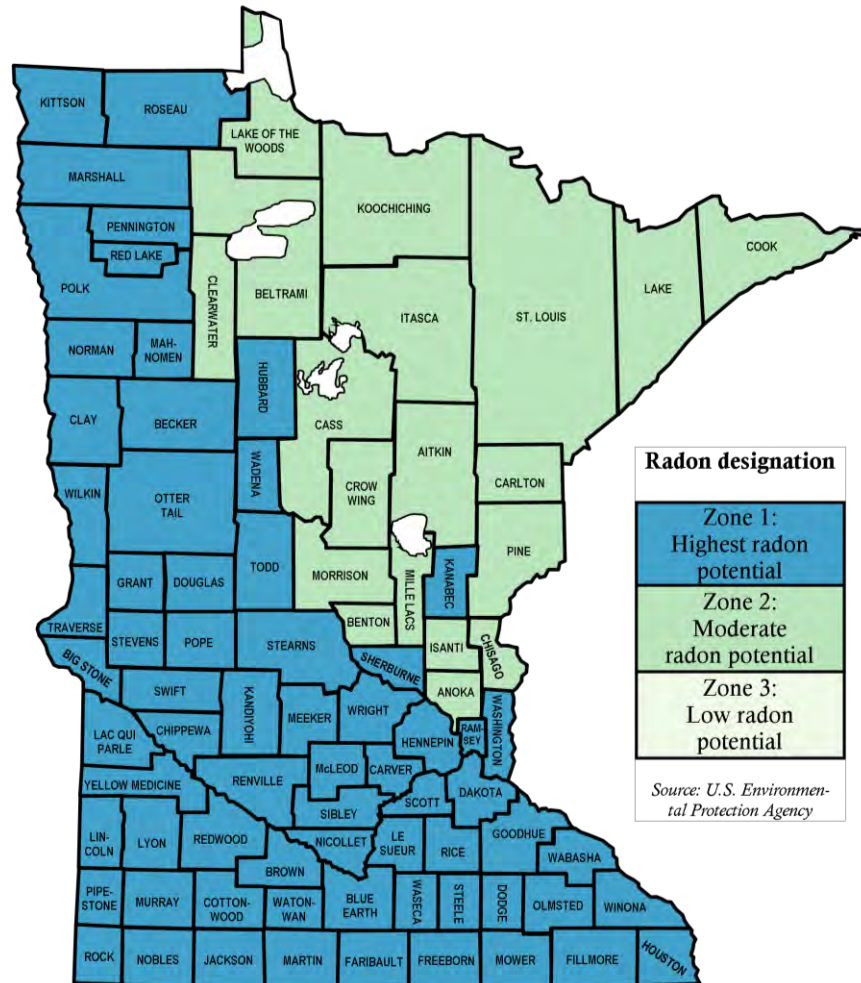 KITTSON
ROSEAU
LAKE OF THE
WOODS
MARSHALL
KOOCHICHING
PENNINGTON
RED LAKE
COOK
POLK
CLEARWATER
BELTRAMI
LAKE
ITASCA
ST. LOUIS
NORMAN
MAH-
NOMEN
HUBBARD
CLAY
BECKER
CASS
AITKIN
WADENA
WILKIN
OTTER
TAIL
CROW
WING
CARLTON
PINE
TODD
GRANT
DOUGLAS
MORRISON
MILLE LACS
KANABEC
BENTON
TRAVERSE
STEVENS
POPE
STEARNS
ISANTI
CHISAGO
BIG STONE
SHERBURNE
SWIFT
ANOKA
KANDIYOHI
WRIGHT
WASHINGTON
MEEKER
LAC QUI
PARLE
CHIPPEWA
HENNEPIN
RAM-
SEY
McLEOD
CARVER
YELLOW MEDICINE
RENVILLE
SCOTT
DAKOTA
SIBLEY
LIN-
COLN
LYON
REDWOOD
NICOLLET
LE
SUEUR
RICE
GOODHUE
WABASHA
BROWN
PIPE-
STONE
MURRAY
COTTON-
WOOD
WATON-
WAN
BLUE
EARTH
WASECA
STEELE
DODGE
OLMSTED
WINONA
ROCK
NOBLES
JACKSON
MARTIN
FARIBAULT
FREEBORN
MOWER
FILLMORE
HOUSTON
Radon designation
Zone 1:
Highest radon
potential
Zone 2:
Moderate
radon potential
Zone 3:
Low radon
potential
Source: U.S. Environmen-
tal Protection Agency